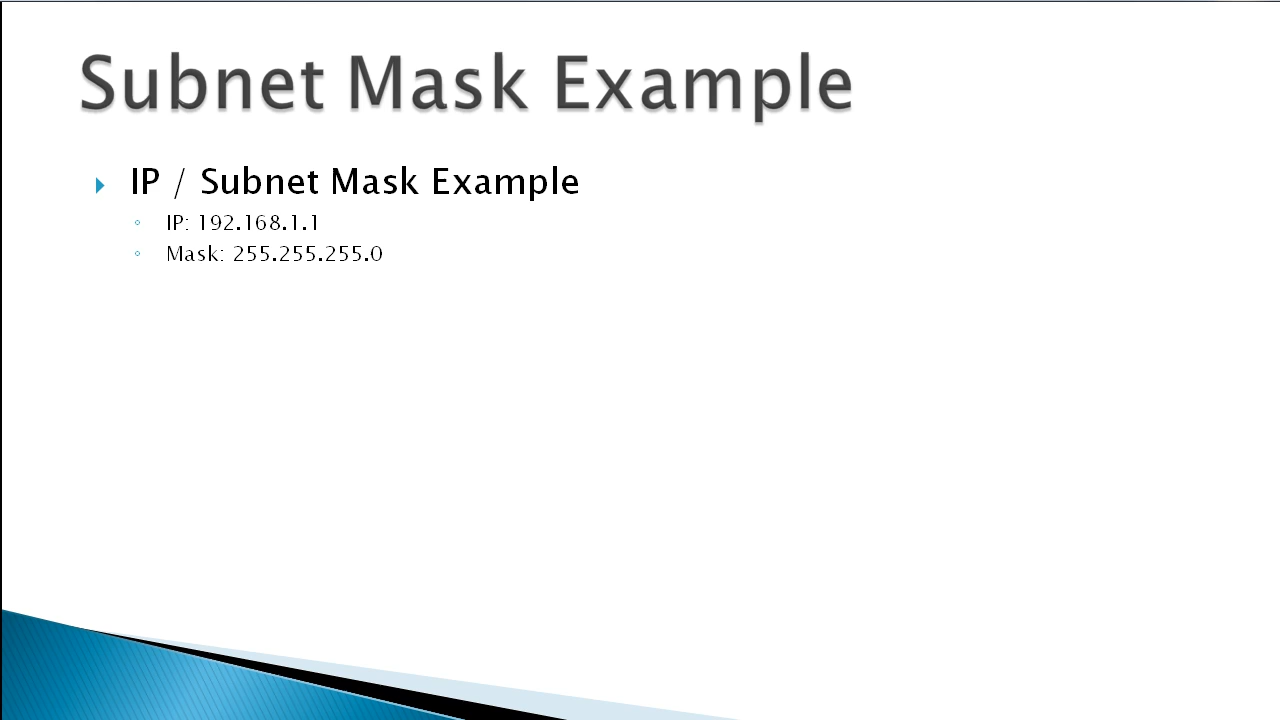 Subnet Mask Example
IP / Subnet Mask Example
IP: 192.168.1.1
Mask: 255.255.255.0